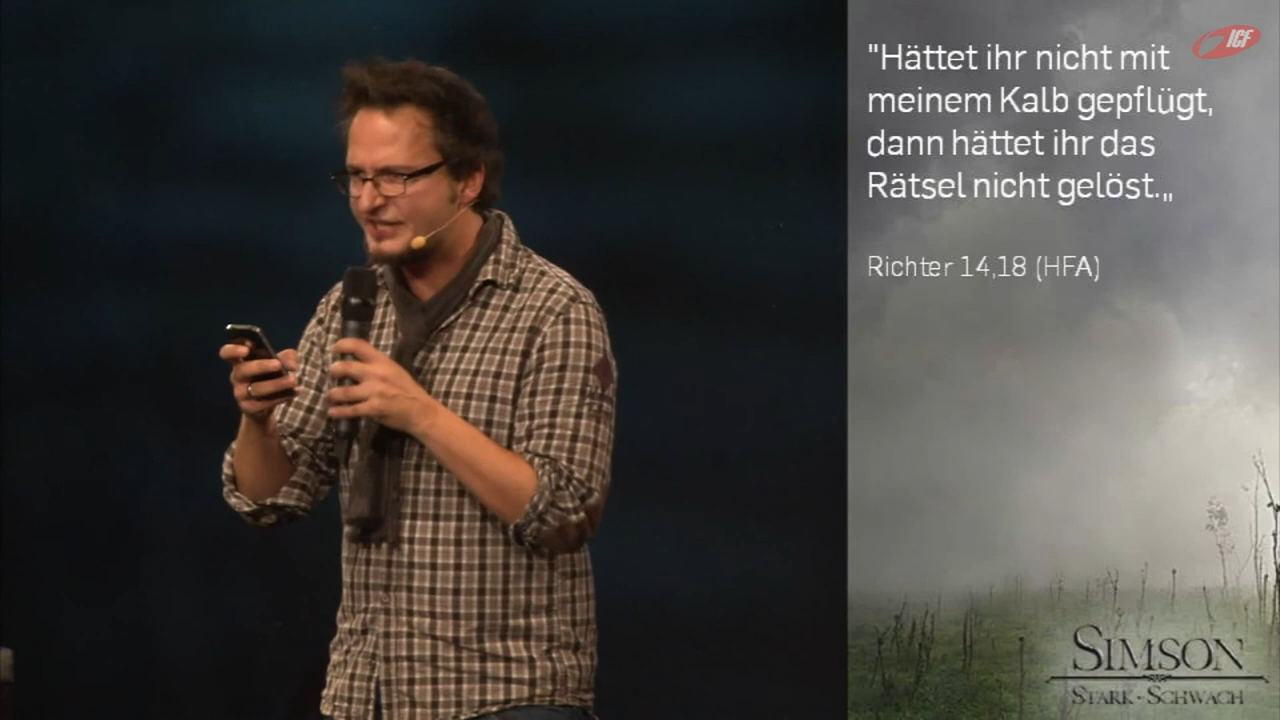 ICF
"Hättet ihr nicht mit
meinem Kalb gepflügt,
dann hättet ihr das
Rätsel nicht gelöst.„
Richter 14,18 (HFA)
SIMSON
STARK-SCHWACH